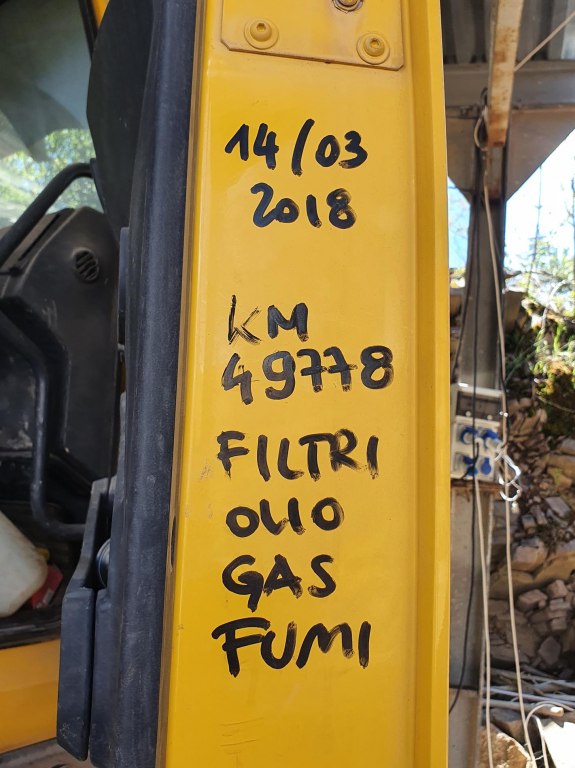 14/03
2018
KM
49778
FILTRI
OLIO
GAS
FUMI